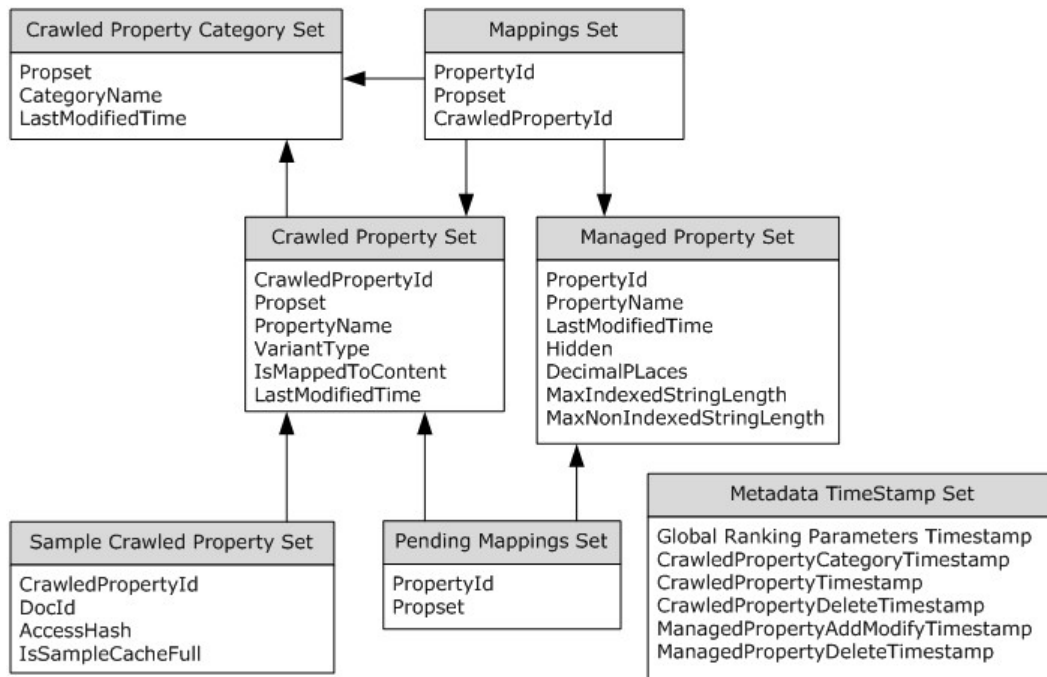 Crawled Property Category Set
Propset
CategoryName
LastModifiedTime
Mappings Set
PropertyId
Propset
CrawledPropertyId
Crawled Property Set
CrawledPropertyId
Propset
PropertyName
VariantType
IsMappedToContent
LastModifiedTime
Managed Property Set
PropertyId
PropertyName
LastModifiedTime
Hidden
DecimalPLaces
MaxIndexedStringLength
MaxNonIndexedStringLength
Sample Crawled Property Set
CrawledPropertyId
DocId
AccessHash
IsSampleCacheFull
Pending Mappings Set
PropertyId
Propset
Metadata TimeStamp Set
Global Ranking Parameters Timestamp
CrawledPropertyCategoryTimestamp
CrawledPropertyTimestamp
CrawledPropertyDeleteTimestamp
ManagedPropertyAddModifyTimestamp
ManagedPropertyDeleteTimestamp